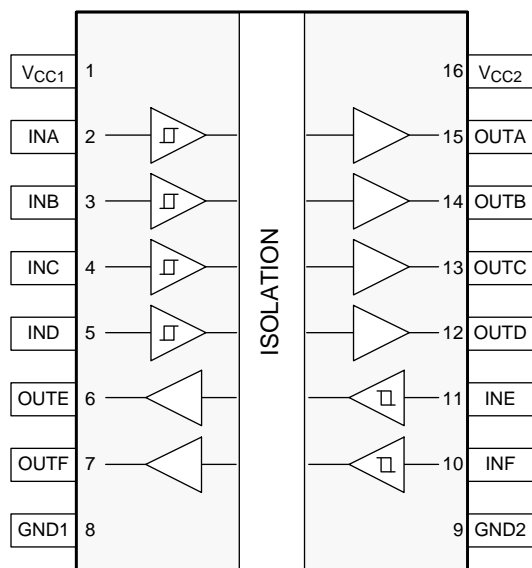 VCC1 1 16 VCC2
INA 2 15 OUTA
INB 3 14 OUTB
INC 4 13 OUTC
IND 5 12 OUTD
OUTE 6 11 INE
OUTF 7 10 INF
GND1 8 9 GND2
ISOLATION